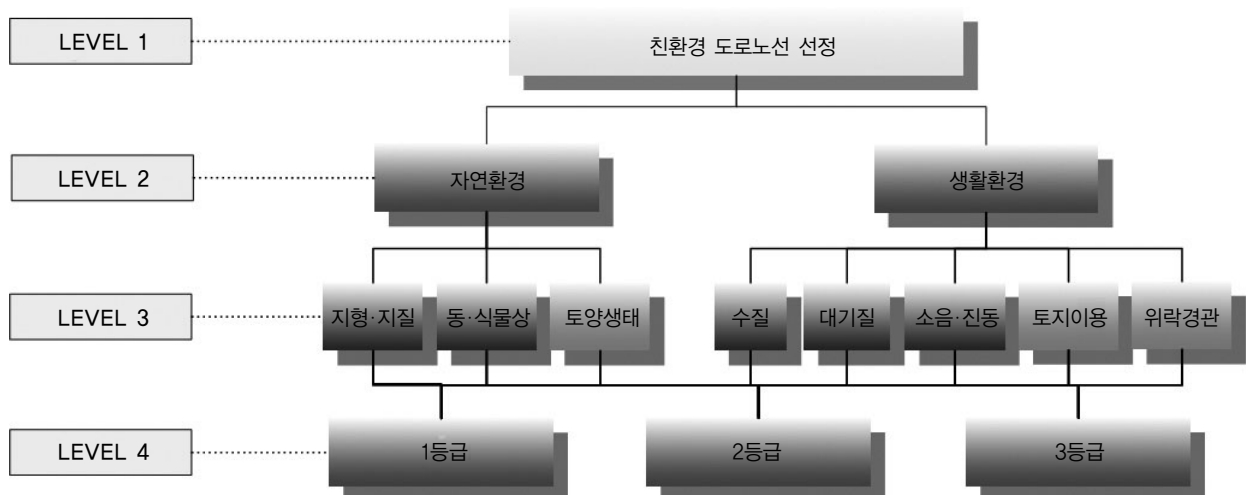 LEVEL 1
친환경 도로노선 선정
LEVEL 2
자연환경
생활환경
LEVEL 3
지형·지질
동·식물상
토양생태
수질
대기질
소음·진동
토지이용
위락경관
LEVEL 4
1등급
2등급
3등급